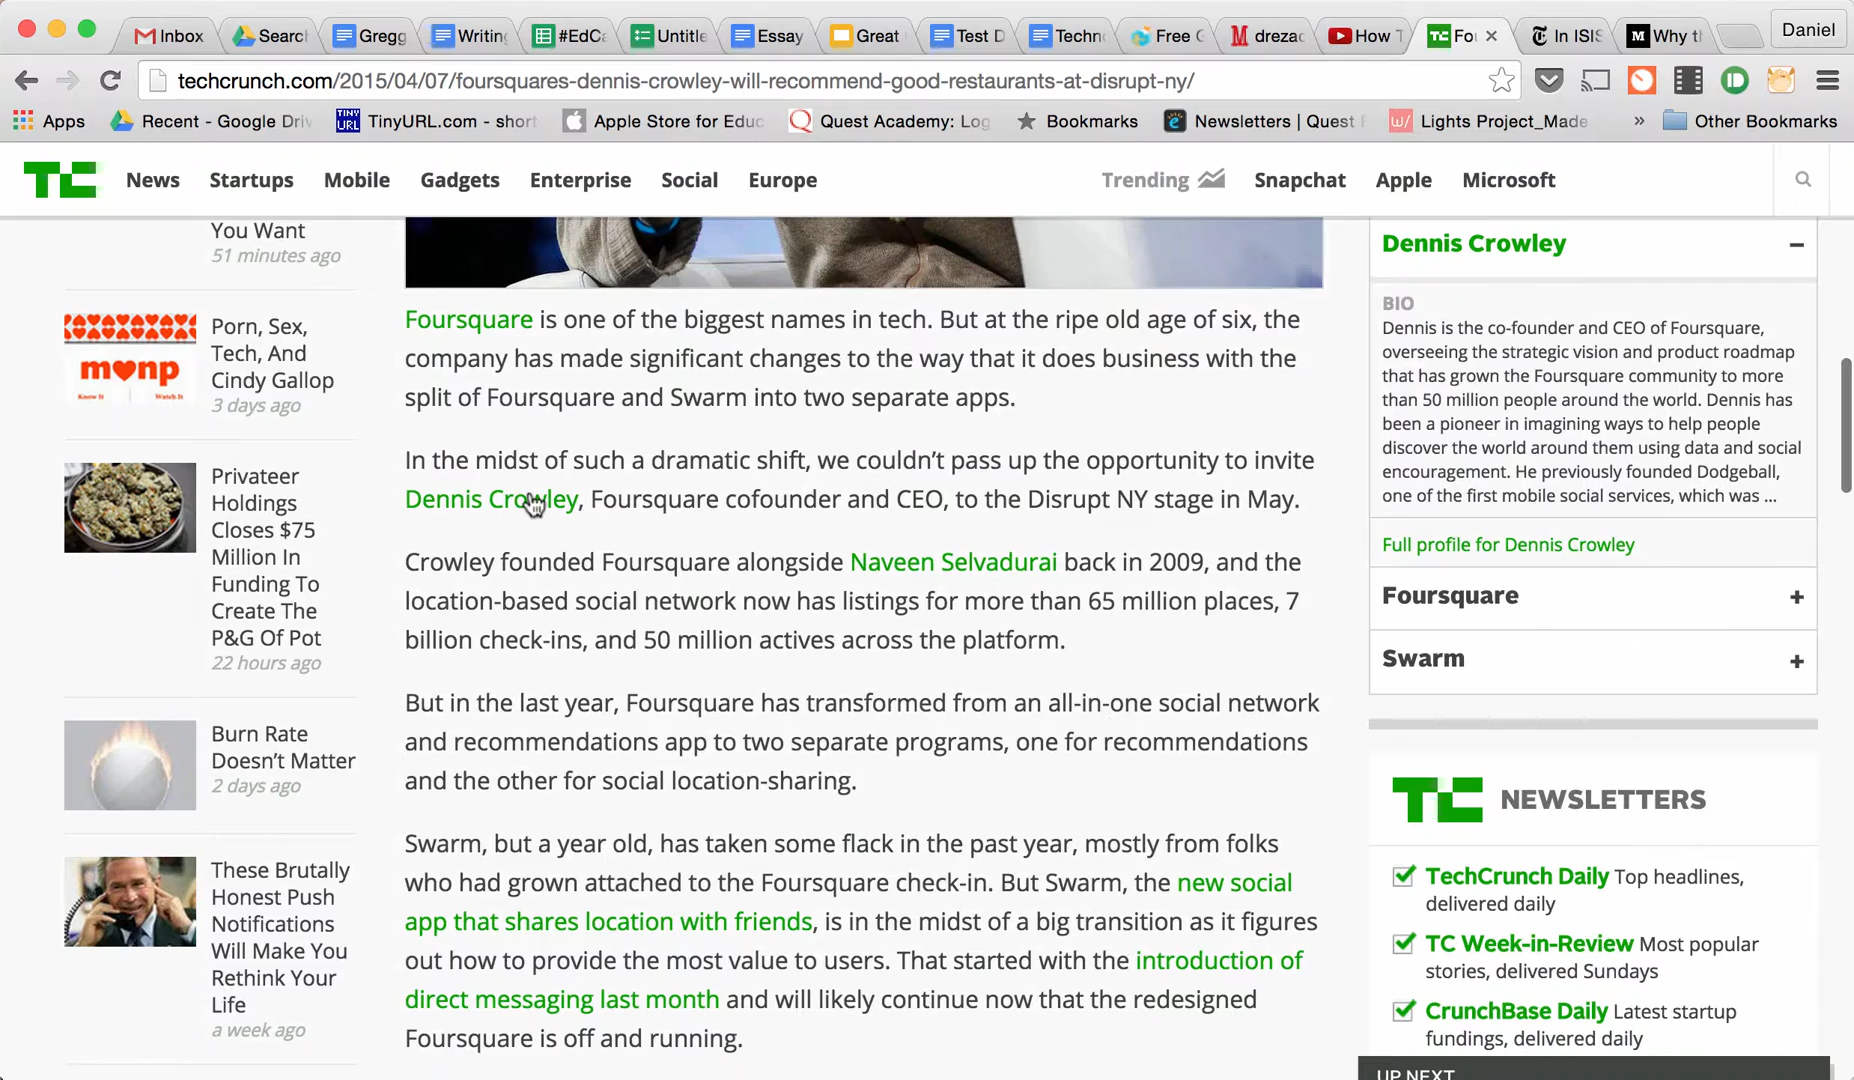 Inbox
Search
Gregg
Writing
#EdCa
Untitle
Essay
Great
Test D
Techn
Free
drezac
How T
Fo
In ISIS
Why th
Daniel
techcrunch.com/2015/04/07/foursquares-dennis-crowley-will-recommend-good-restaurants-at-disrupt-ny/
Apps
Recent - Google Driv
TINY
URL
TinyURL.com - short
Apple Store for Educ
Quest Academy: Log
Bookmarks
Newsletters | Quest
w/
Lights Project_Made
»
Other Bookmarks
TC
News
Startups
Mobile
Gadgets
Enterprise
Social
Europe
Trending
Snapchat
Apple
Microsoft
You Want
51 minutes ago
Porn, Sex,
Tech, And
Cindy Gallop
3 days ago
Know It
Watch It
Privateer
Holdings
Closes $75
Million In
Funding To
Create The
P&G Of Pot
22 hours ago
Burn Rate
Doesn't Matter
2 days ago
These Brutally
Honest Push
Notifications
Will Make You
Rethink Your
Life
a week ago
Foursquare is one of the biggest names in tech. But at the ripe old age of six, the
company has made significant changes to the way that it does business with the
split of Foursquare and Swarm into two separate apps.
In the midst of such a dramatic shift, we couldn't pass up the opportunity to invite
Dennis Crowley, Foursquare cofounder and CEO, to the Disrupt NY stage in May.
Crowley founded Foursquare alongside Naveen Selvadurai back in 2009, and the
location-based social network now has listings for more than 65 million places, 7
billion check-ins, and 50 million actives across the platform.
But in the last year, Foursquare has transformed from an all-in-one social network
and recommendations app to two separate programs, one for recommendations
and the other for social location-sharing.
Swarm, but a year old, has taken some flack in the past year, mostly from folks
who had grown attached to the Foursquare check-in. But Swarm, the new social
app that shares location with friends, is in the midst of a big transition as it figures
out how to provide the most value to users. That started with the introduction of
direct messaging last month and will likely continue now that the redesigned
Foursquare is off and running.
Dennis Crowley
BIO
Dennis is the co-founder and CEO of Foursquare,
overseeing the strategic vision and product roadmap
that has grown the Foursquare community to more
than 50 million people around the world. Dennis has
been a pioneer in imagining ways to help people
discover the world around them using data and social
encouragement. He previously founded Dodgeball,
one of the first mobile social services, which was ...
Full profile for Dennis Crowley
Foursquare
Swarm
TC NEWSLETTERS
TechCrunch Daily Top headlines,
delivered daily
TC Week-in-Review Most popular
stories, delivered Sundays
CrunchBase Daily Latest startup
fundings, delivered daily
UP NEXT